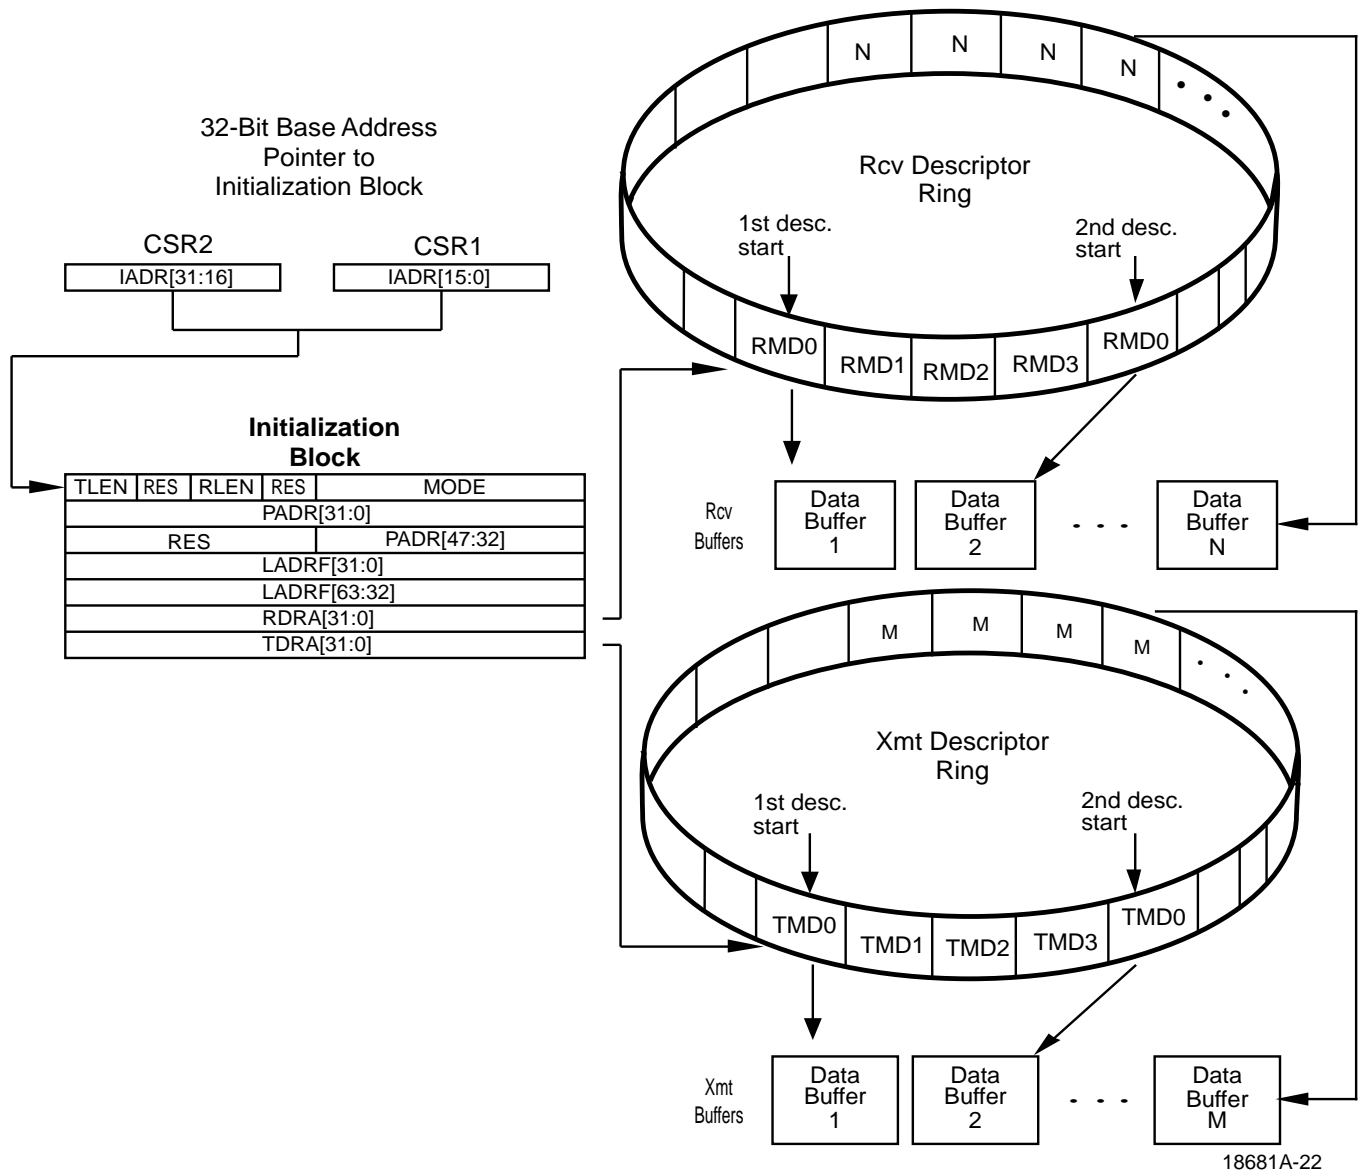 32-Bit Base Address
Pointer to
Initialization Block
CSR2
CSR1
IADR[31:16]
IADR[15:0]
Initialization
Block
TLEN RES RLEN RES MODE
PADR[31:0]
RES PADR[47:32]
LADRF[31:0]
LADRF[63:32]
RDRA[31:0]
TDRA[31:0]
N N N N • • •
Rcv Descriptor
Ring
1st desc.
start
2nd desc.
start
RMD0 RMD1 RMD2 RMD3 RMD0
Rcv
Buffers
Data
Buffer
1
Data
Buffer
2
· · ·
Data
Buffer
N
M M M M · · ·
Xmt Descriptor
Ring
1st desc.
start
2nd desc.
start
TMD0 TMD1 TMD2 TMD3 TMD0
Xmt
Buffers
Data
Buffer
1
Data
Buffer
2
· · ·
Data
Buffer
M
18681A-22